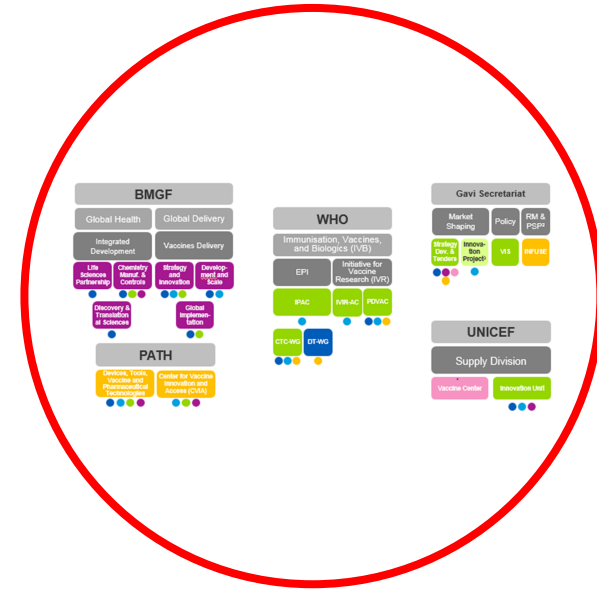 BMGF
Global Health
Global Delivery
Integrated
Development
Vaccines Delivery
Life
Sciences
Partnership
Chemistry
Manuf. &
Controls
Strategy
and
Innovation
Develop-
ment and
Scale
Discovery &
Translation
al Sciences
Global
Implemen-
tation
PATH
Devices, Tools,
Vaccine and
Pharmaceutical
Technologies
Center for Vaccine
Innovation and
Access (CVIA)
WHO
Immunisation, Vaccines,
and Biologics (IVB)
EPI
Initiative for
Vaccine
Research (IVR)
IPAC
IVIR-AC
PDVAC
CTC-WG
DT-WG
Gavi Secretariat
Market
Shaping
Policy
RM &
PSP²
Strategy
Dev. &
Tenders
Innova-
tion
Project¹
VIS
INFUSE
UNICEF
Supply Division
Vaccine Center
Innovation Unit